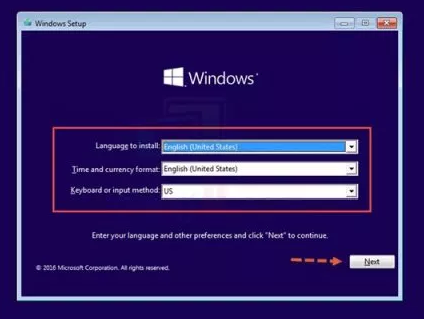 Windows Setup
Windows
Language to install: English (United States)
Time and currency format: English (United States)
Keyboard or input method: US
Enter your language and other preferences and click "Next" to continue.
Next
© 2016 Microsoft Corporation. All rights reserved.